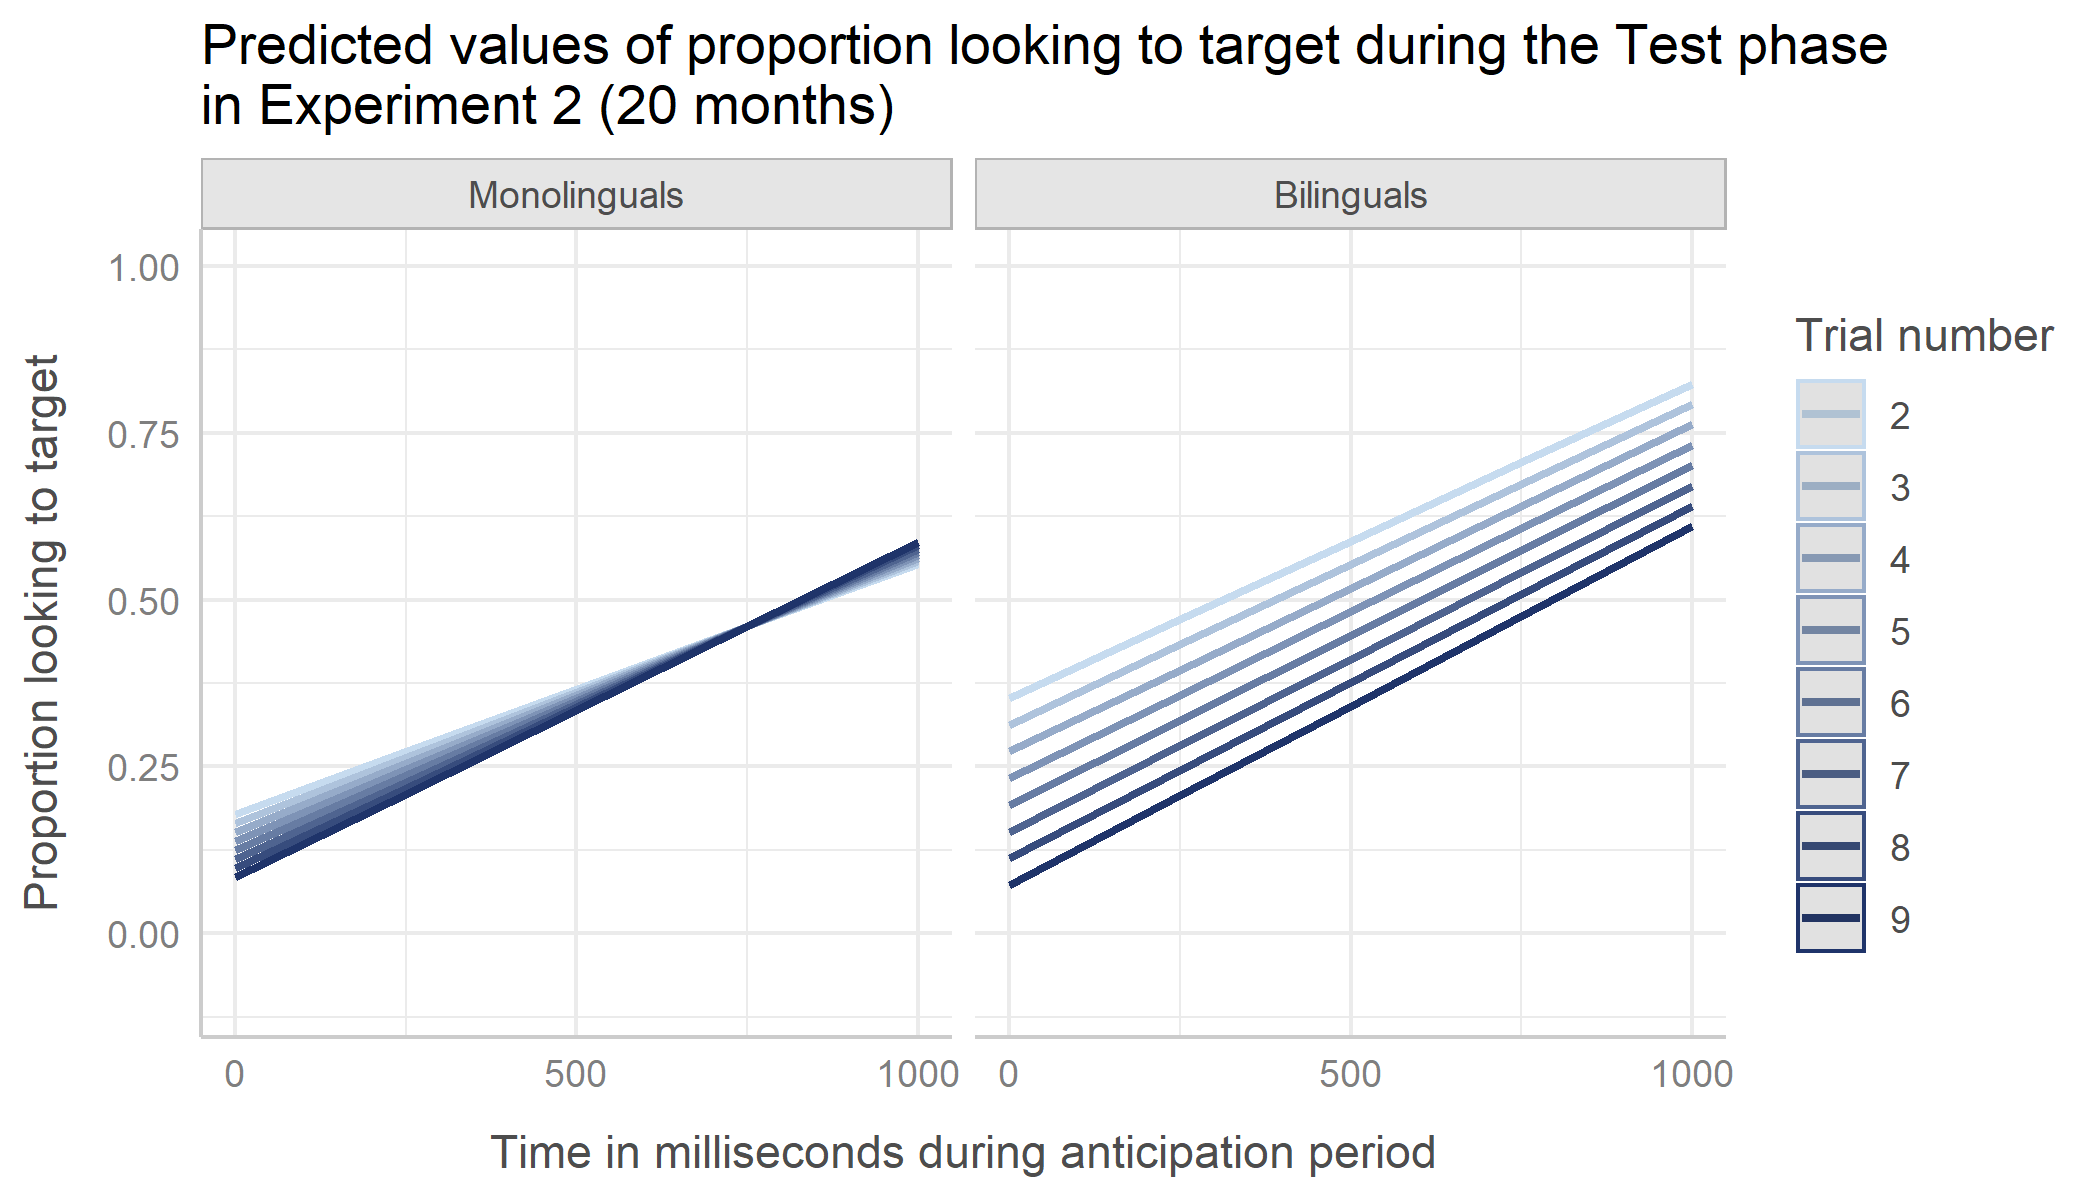 Predicted values of proportion looking to target during the Test phase
in Experiment 2 (20 months)
Monolinguals
Bilinguals
Proportion looking to target
1.00
0.75
0.50
0.25
0.00
0
500
1000
0
500
1000
Time in milliseconds during anticipation period
Trial number
2
3
4
5
6
7
8
9